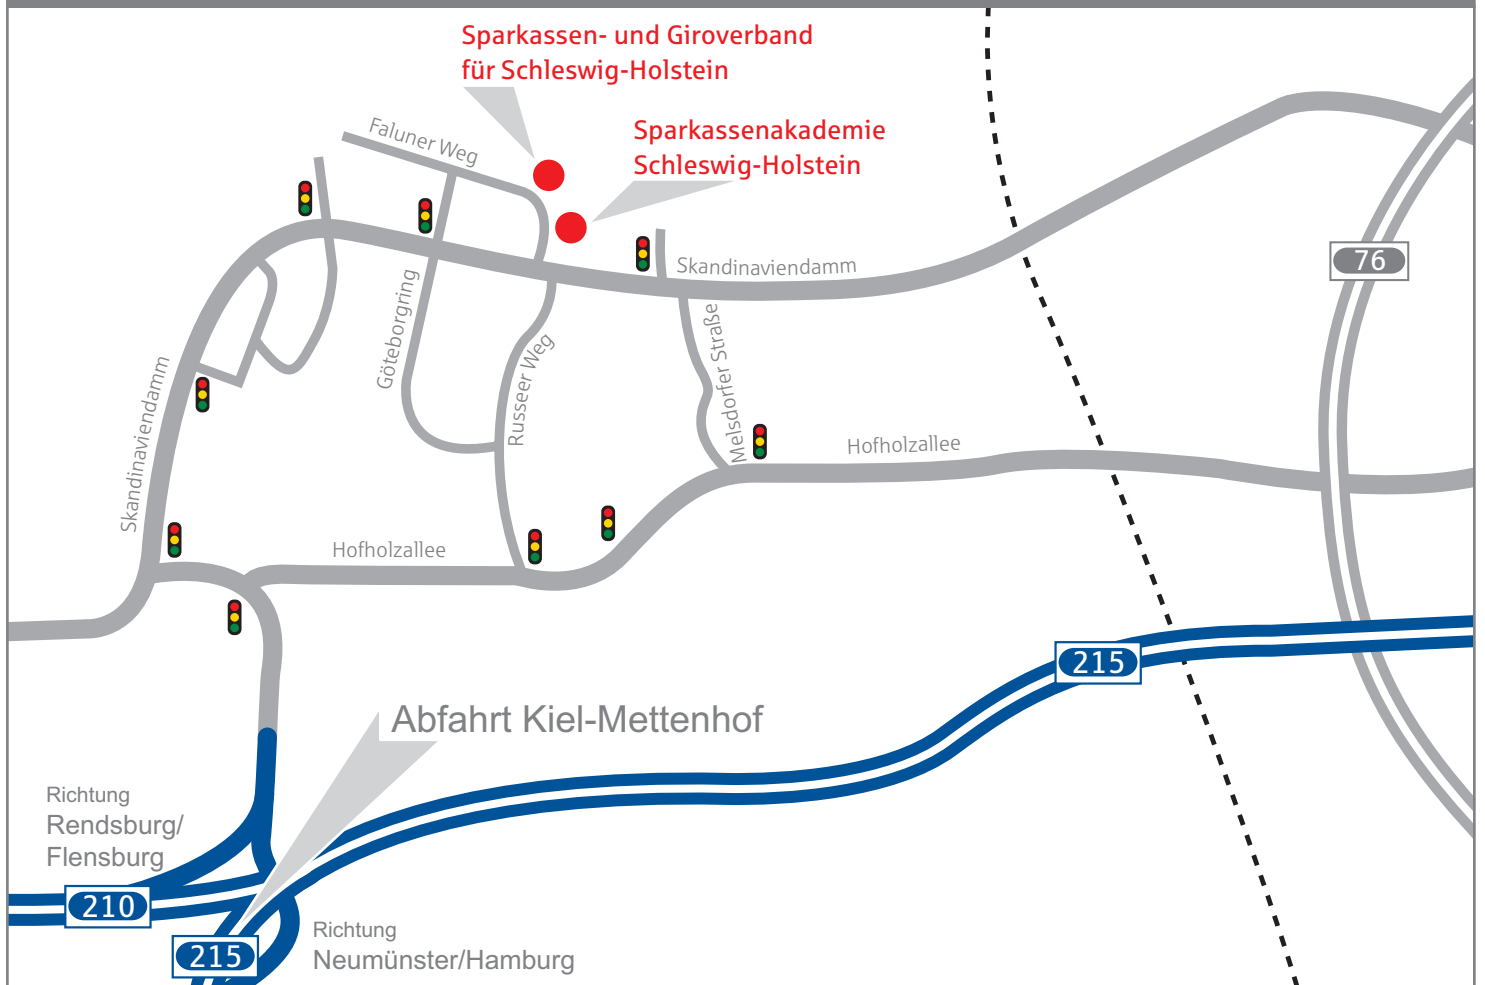 Sparkassen- und Giroverband
für Schleswig-Holstein
Sparkassenakademie
Schleswig-Holstein
Faluner Weg
Skandinaviendamm
76
Göteborgring
Russeer Weg
Melsdorfer Straße
Skandinaviendamm
Hofholzallee
Hofholzallee
215
Abfahrt Kiel-Mettenhof
Richtung
Rendsburg/
Flensburg
210
215
Richtung
Neumünster/Hamburg